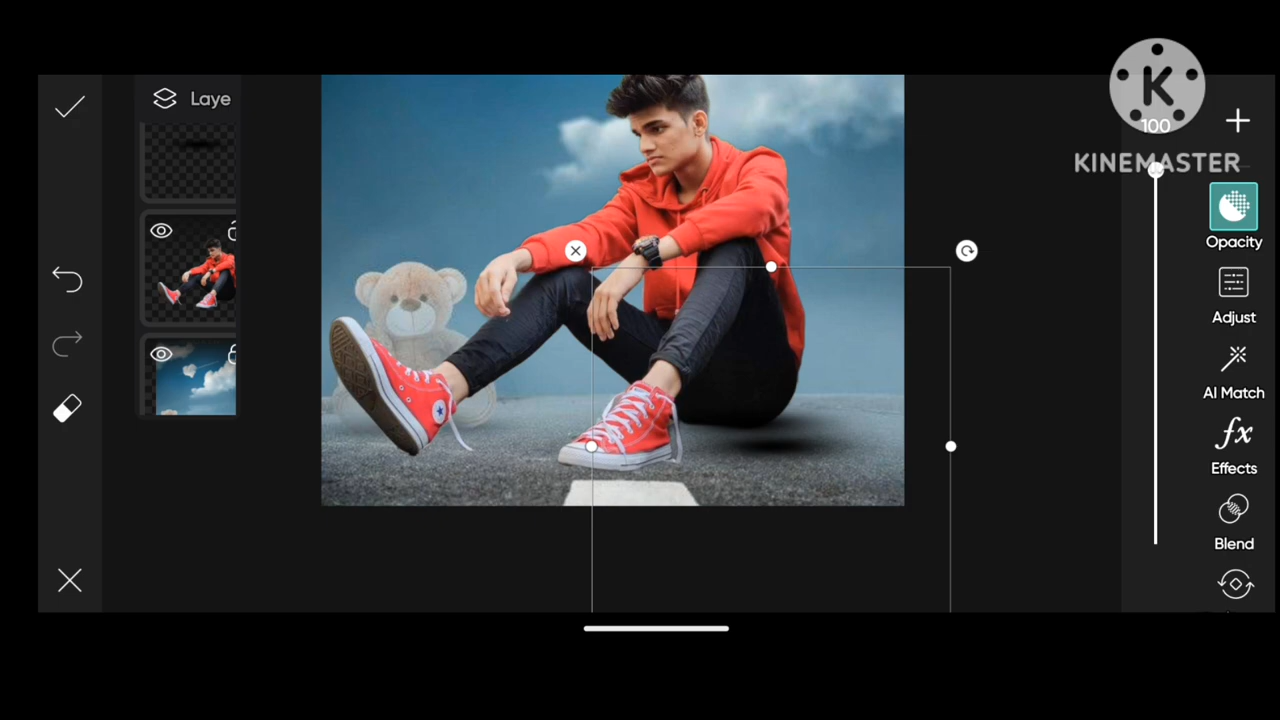 Laye
100
KINEMASTER
Opacity
Adjust
AI Match
fx
Effects
Blend